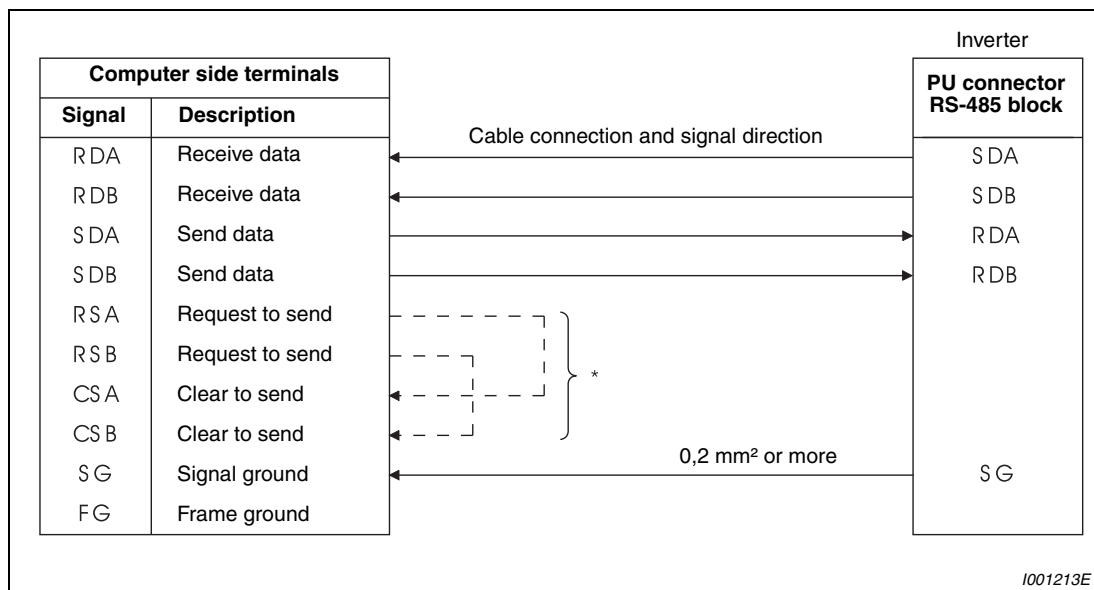 Inverter
Computer side terminals
PU connector
RS-485 block
Signal Description
Cable connection and signal direction
RDA Receive data SDA
RDB Receive data SDB
SDA Send data RDA
SDB Send data RDB
RSA Request to send
RSB Request to send
*
CSA Clear to send
CSB Clear to send
0,2 mm² or more
SG Signal ground SG
FG Frame ground
I001213E